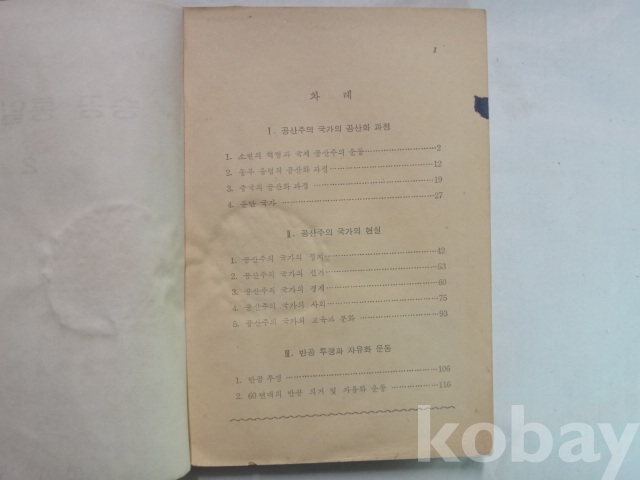 승공 통일
1
차 례
Ⅰ. 공산주의 국가의 공산화 과정
1. 소련의 혁명과 국제 공산주의 운동 2
2. 동구 의 공산화 과정 12
3. 중국의 공산화 과정 19
4. 분단 국가 27
Ⅱ. 공산주의 국가의 현실
1. 공산주의 국가의 42
2. 공산주의 국가의 53
3. 공산주의 국가의 경제 60
4. 공산주의 국가의 사회 75
5. 공산주의 국가의 교육과 문화 93
Ⅲ. 반공 투쟁과 자유화 운동
1. 반공 투쟁 106
2. 60년대의 반공 의거 및 자유화 운동 116
kobay